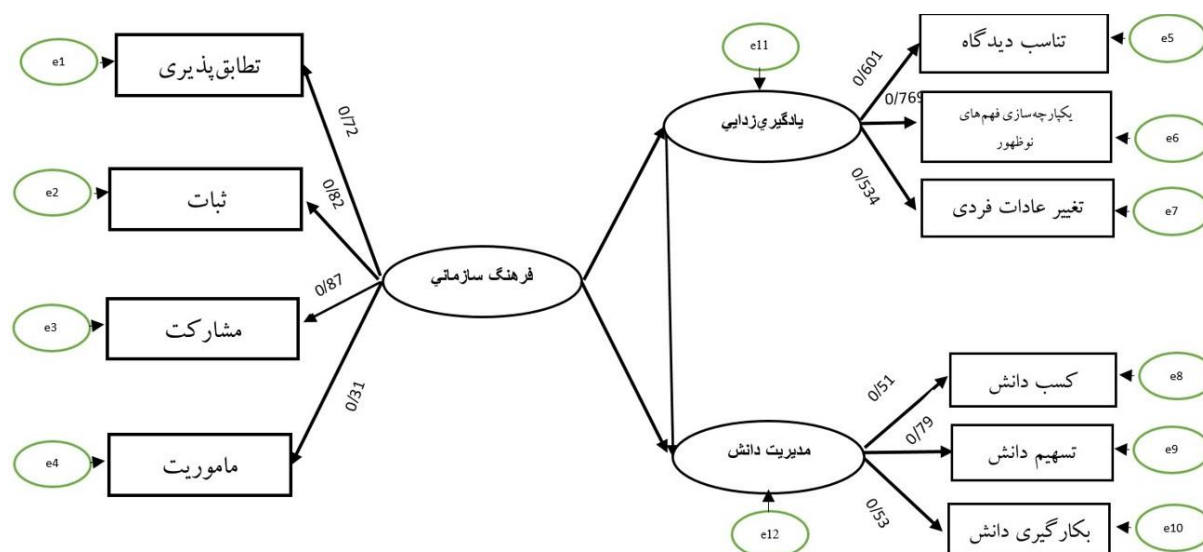 e1
تطابق‌پذیری
0/72
e2
ثبات
0/82
e3
مشارکت
0/87
e4
ماموریت
0/31
فرهنگ سازماني
e11
يادگيري‌زدايي
0/601
تناسب دیدگاه
e5
0/769
یکپارچه‌سازی فهم‌های
نوظهور
e6
0/534
تغییر عادات فردی
e7
مدیریت دانش
e12
0/51
کسب دانش
e8
0/79
تسهیم دانش
e9
0/53
بکارگیری دانش
e10